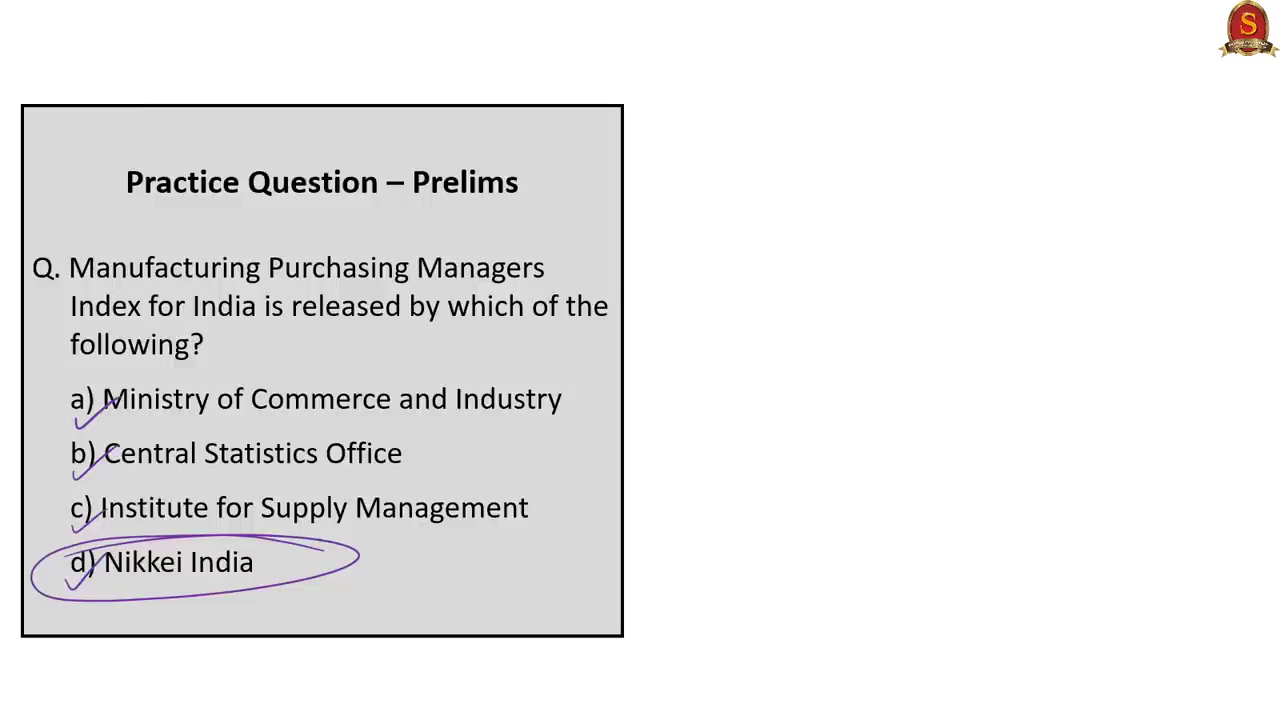 S
Practice Question – Prelims
Q. Manufacturing Purchasing Managers
Index for India is released by which of the
following?
a) Ministry of Commerce and Industry
b) Central Statistics Office
c) Institute for Supply Management
d) Nikkei India